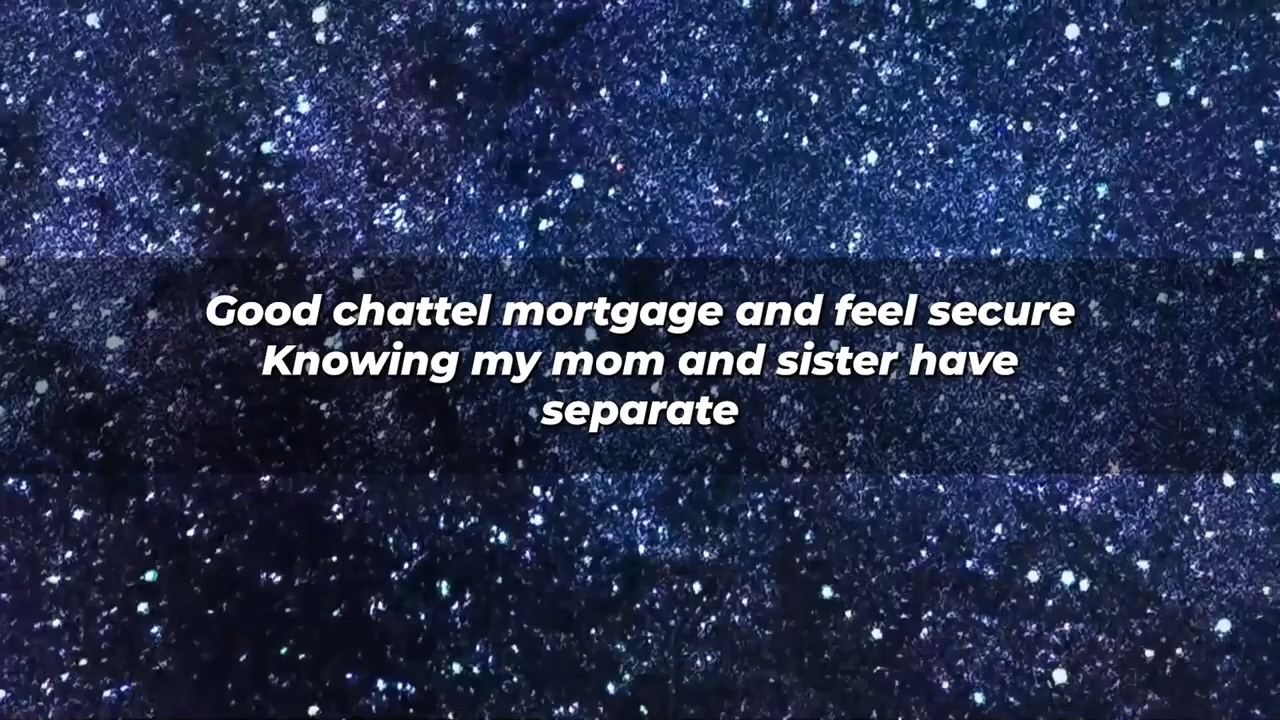 Good chattel mortgage and feel secure
Knowing my mom and sister have
separate